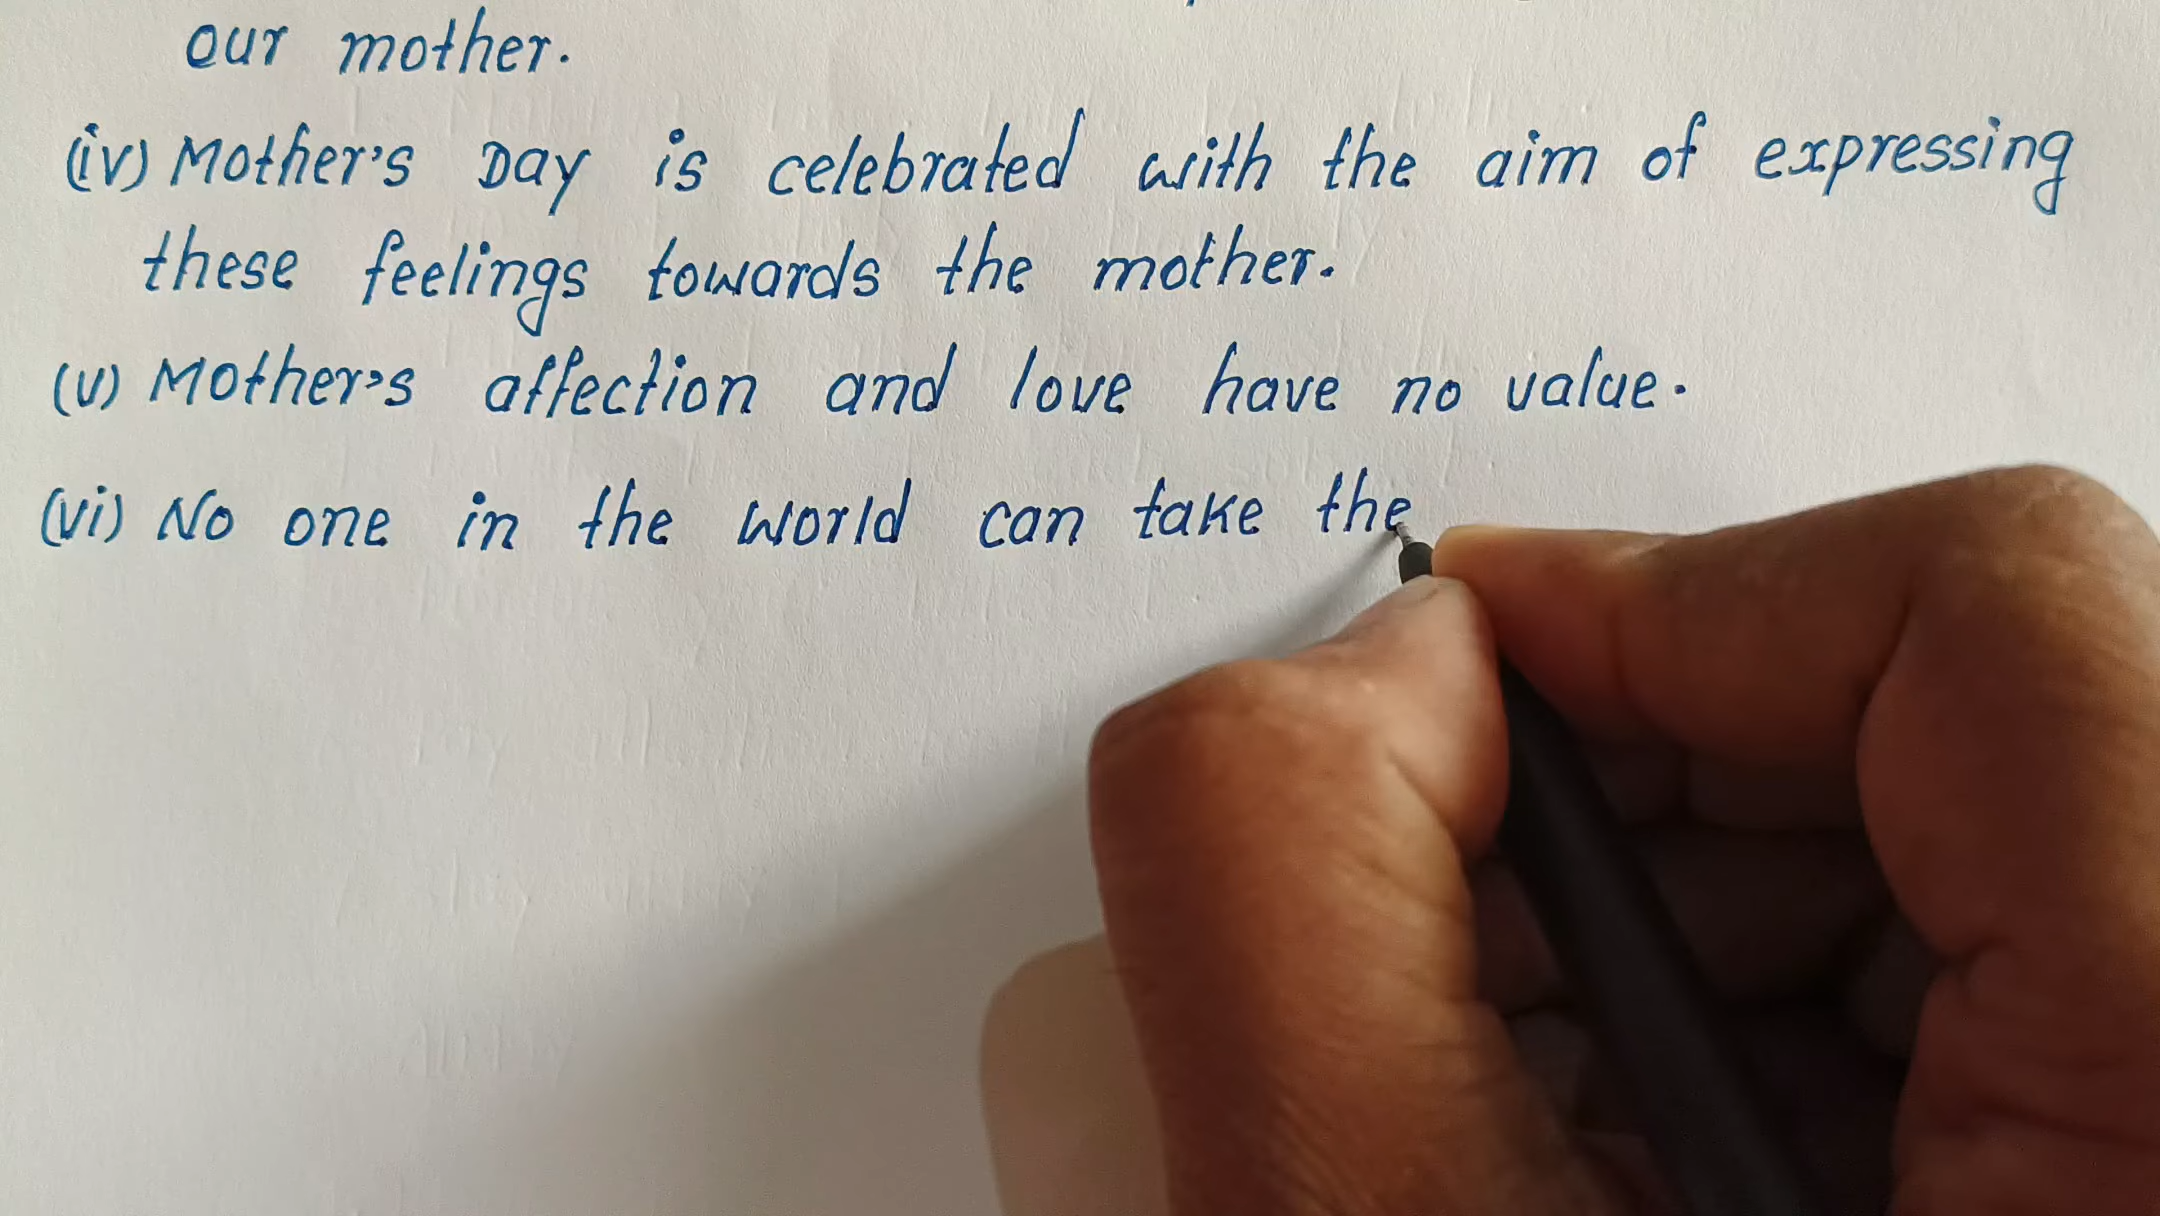 our mother.
(iv) Mother's Day is celebrated with the aim of expressing
these feelings towards the mother.
(v) Mother's affection and love have no value.
(vi) No one in the world can take the